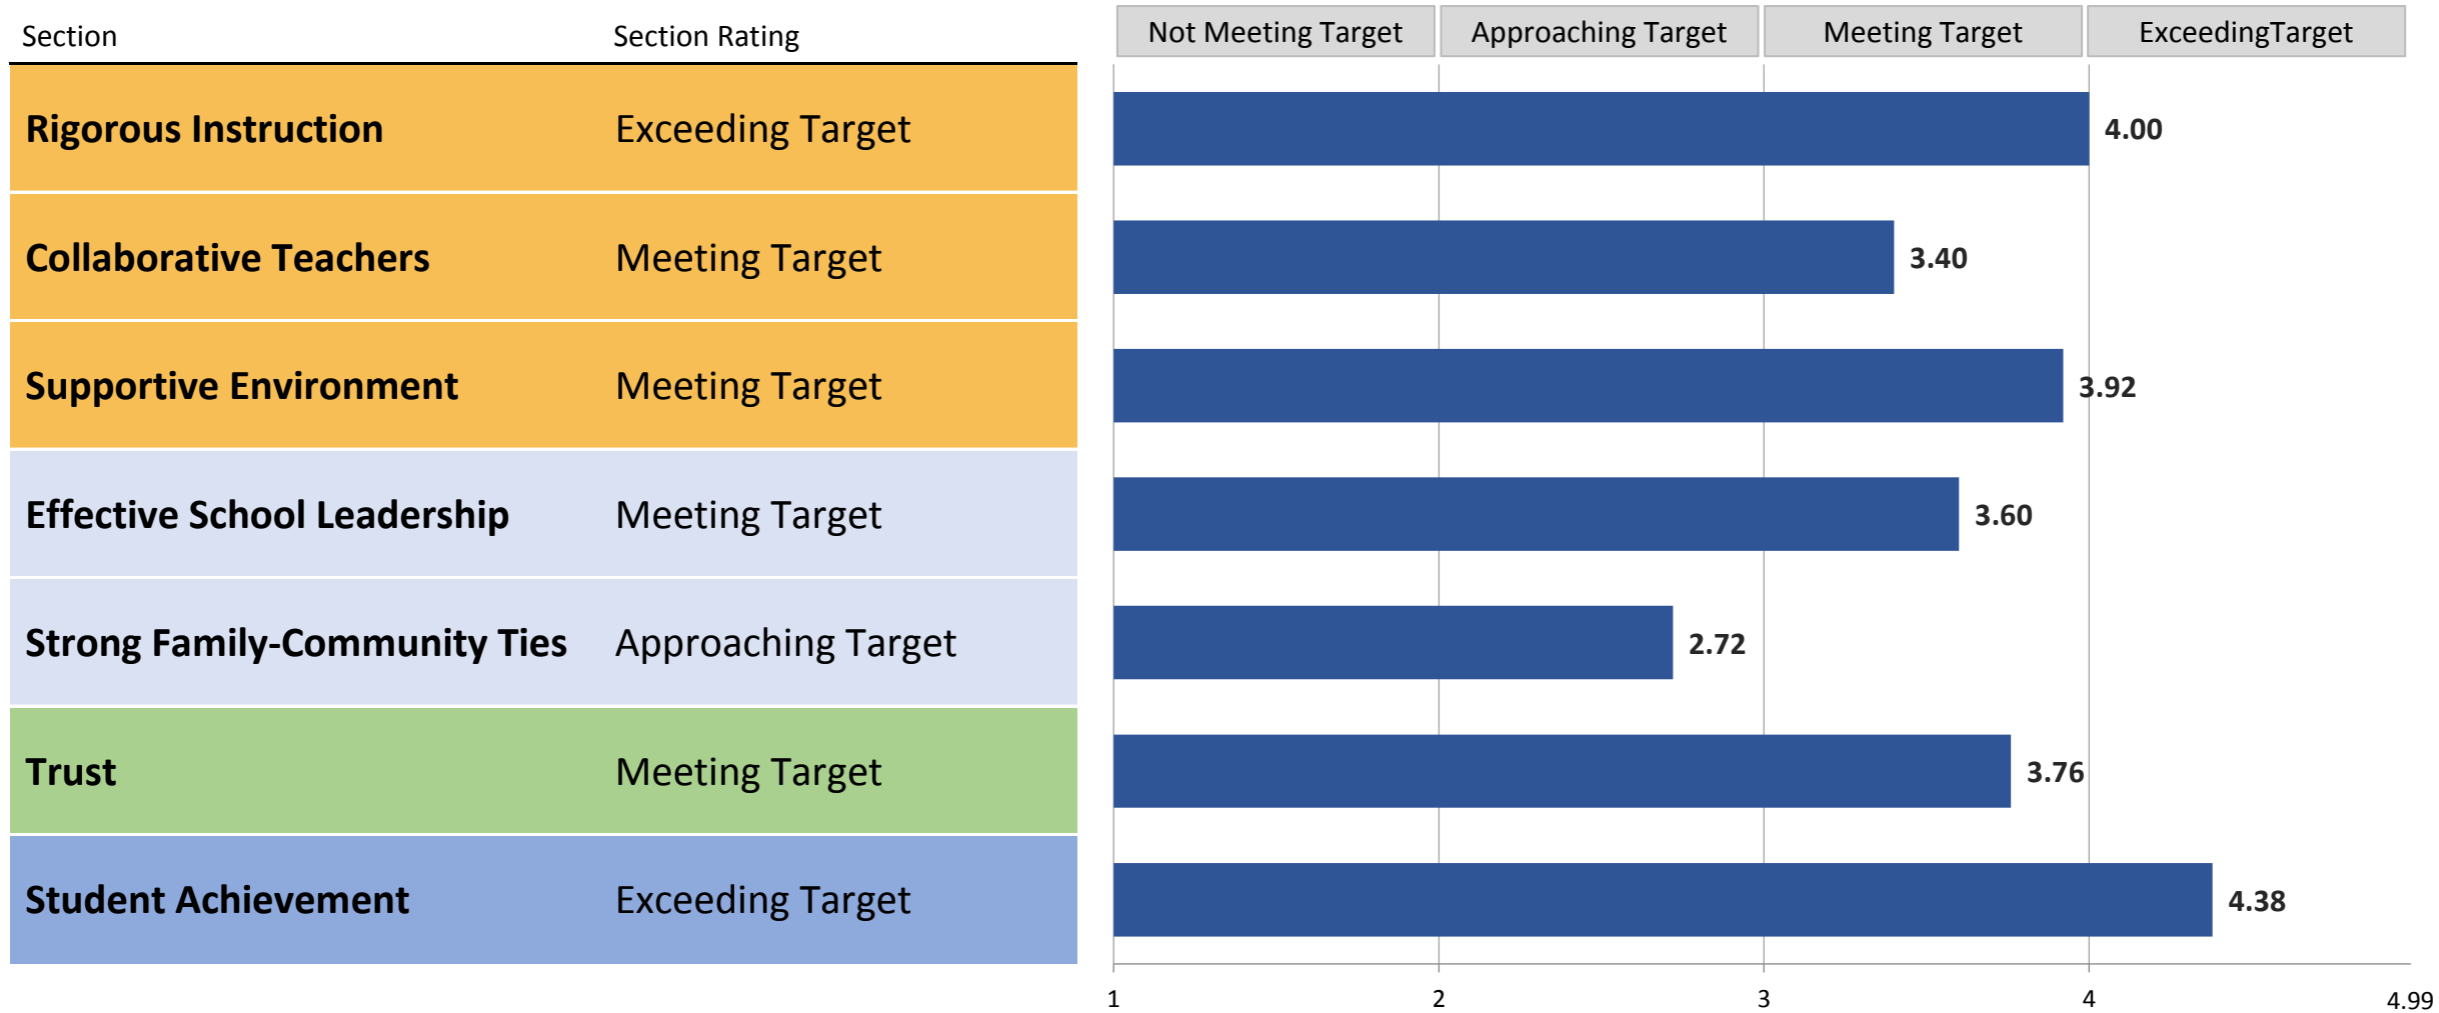 Section Section Rating Not Meeting Target Approaching Target Meeting Target ExceedingTarget
Rigorous Instruction Exceeding Target 4.00
Collaborative Teachers Meeting Target 3.40
Supportive Environment Meeting Target 3.92
Effective School Leadership Meeting Target 3.60
Strong Family-Community Ties Approaching Target 2.72
Trust Meeting Target 3.76
Student Achievement Exceeding Target 4.38
1 2 3 4 4.99